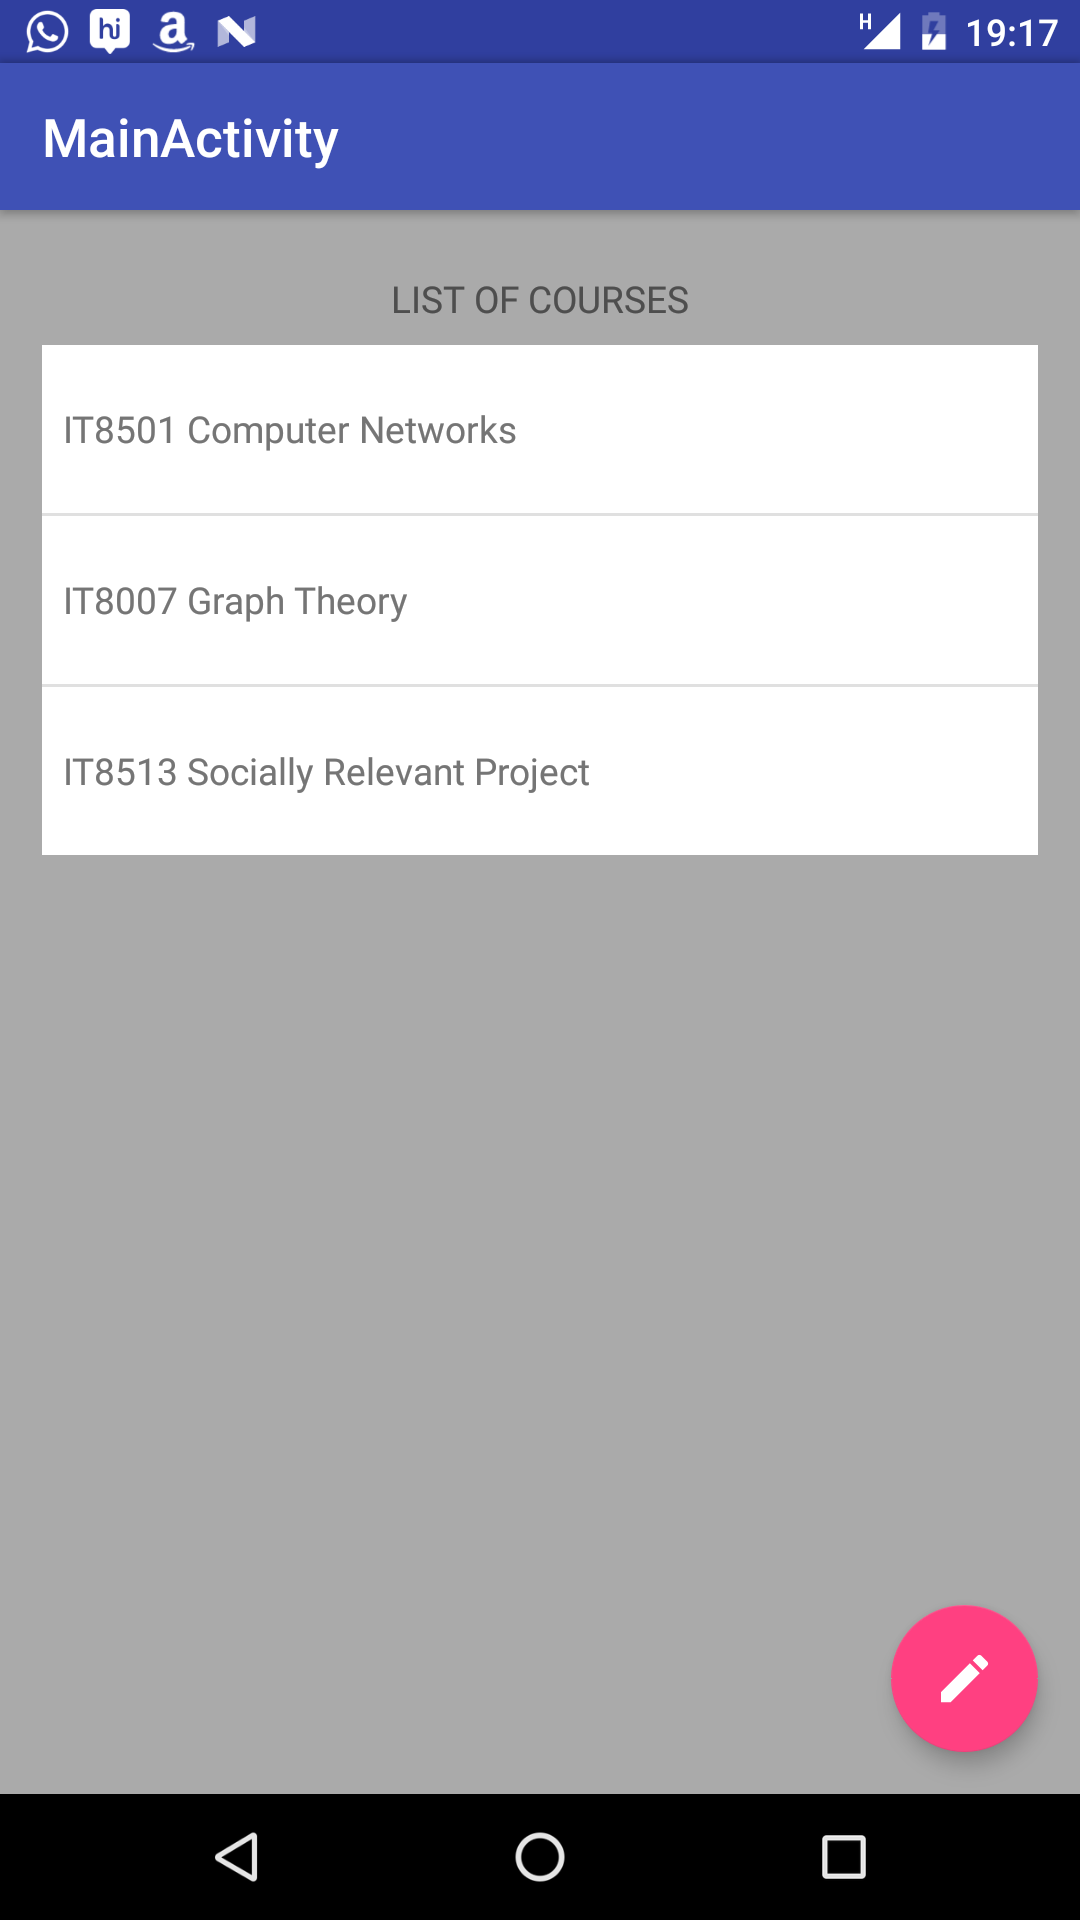 hi a N H 19:17
MainActivity
LIST OF COURSES
IT8501 Computer Networks
IT8007 Graph Theory
IT8513 Socially Relevant Project